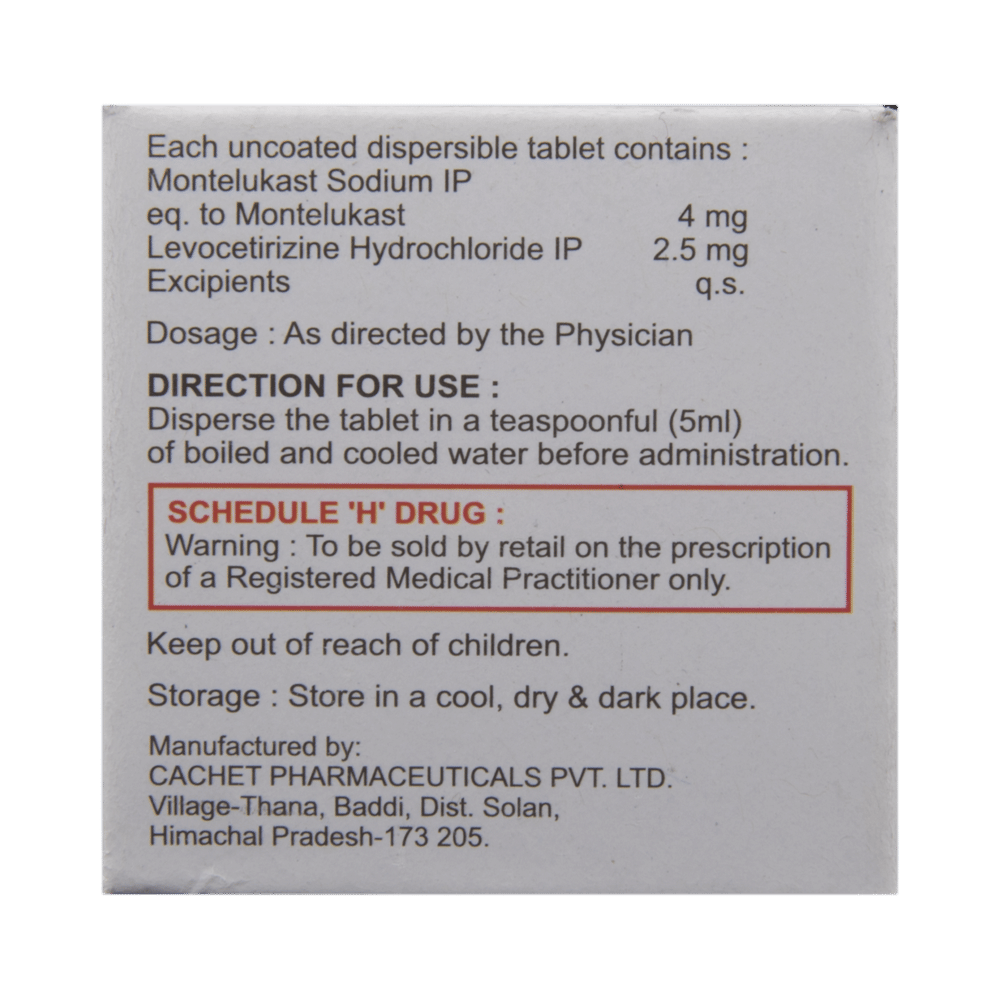 Each uncoated dispersible tablet contains :
Montelukast Sodium IP
eq. to Montelukast 4 mg
Levocetirizine Hydrochloride IP 2.5 mg
Excipients q.s.
Dosage : As directed by the Physician
DIRECTION FOR USE :
Disperse the tablet in a teaspoonful (5ml)
of boiled and cooled water before administration.
SCHEDULE 'H' DRUG :
Warning : To be sold by retail on the prescription
of a Registered Medical Practitioner only.
Keep out of reach of children.
Storage : Store in a cool, dry & dark place.
Manufactured by:
CACHET PHARMACEUTICALS PVT. LTD.
Village-Thana, Baddi, Dist. Solan,
Himachal Pradesh-173 205.